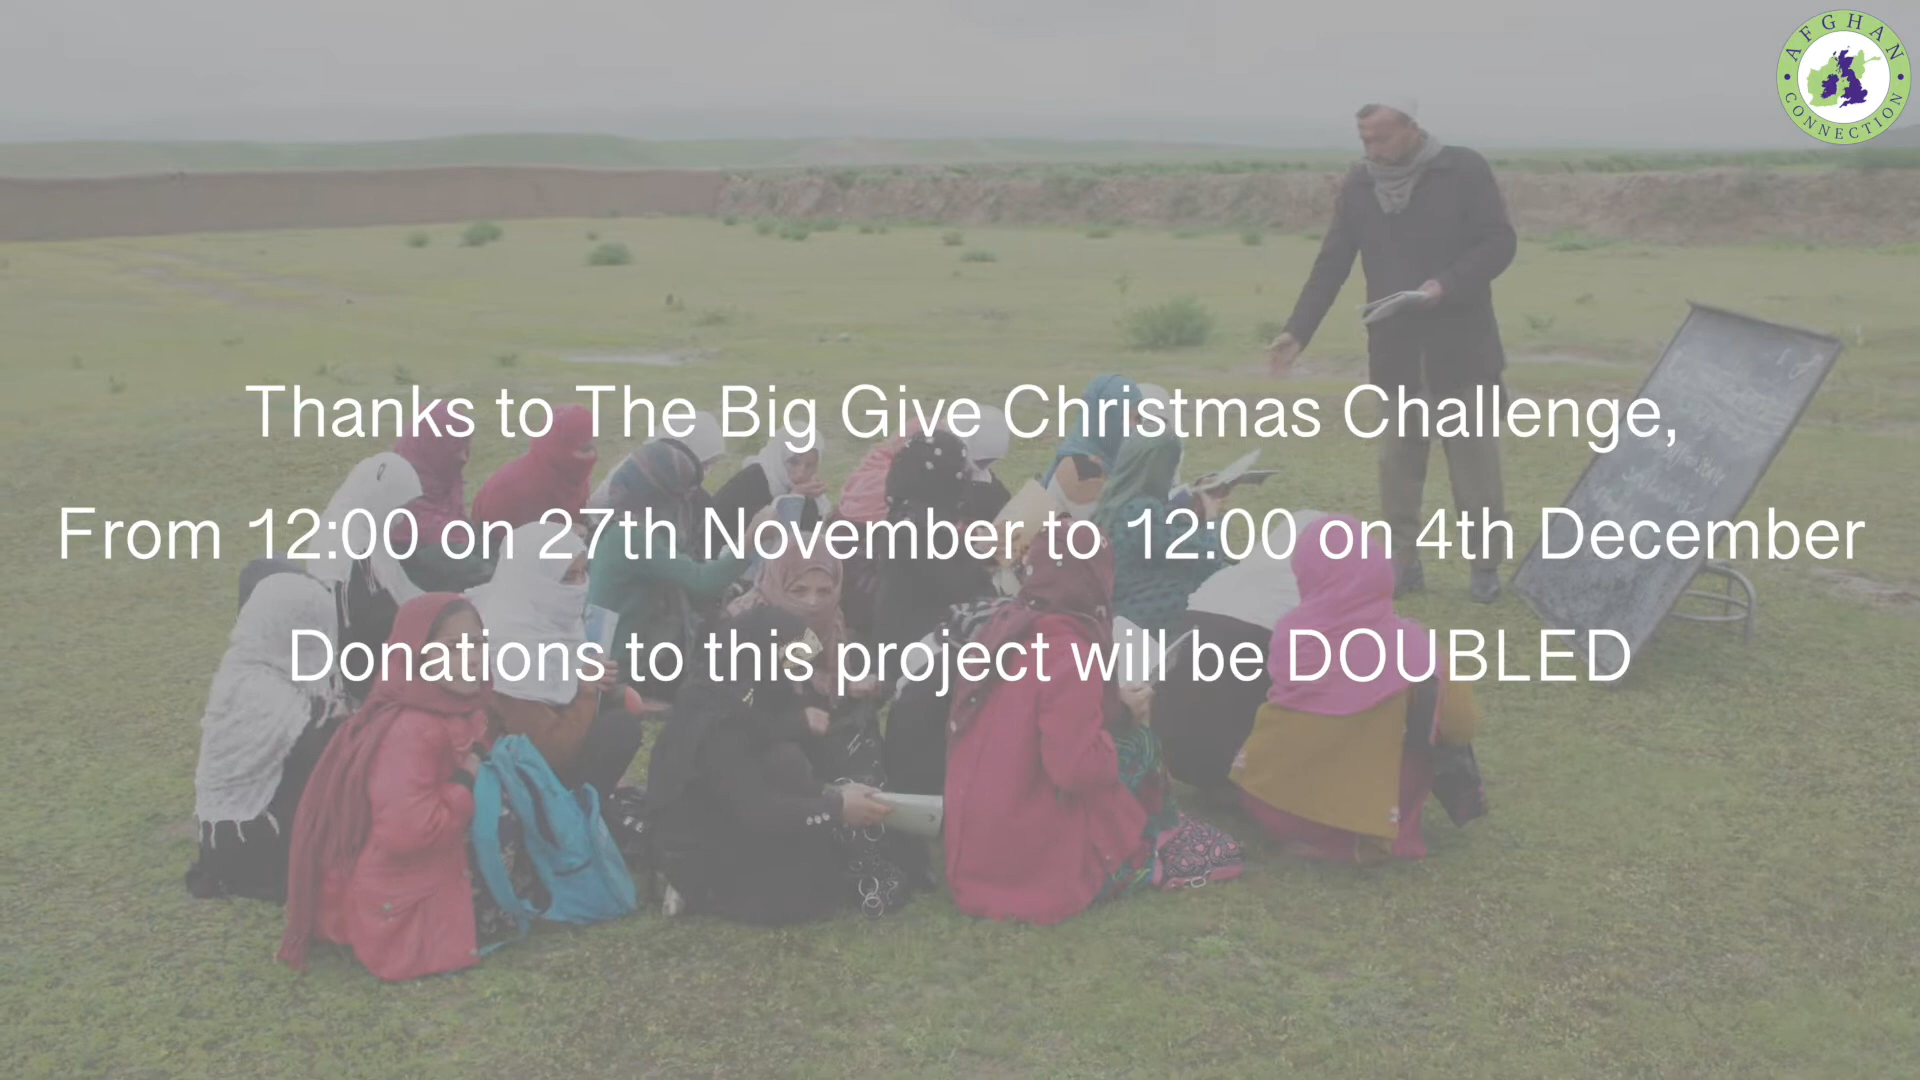 AFGHAN
CONNECTION
Thanks to The Big Give Christmas Challenge,
From 12:00 on 27th November to 12:00 on 4th December
Donations to this project will be DOUBLED